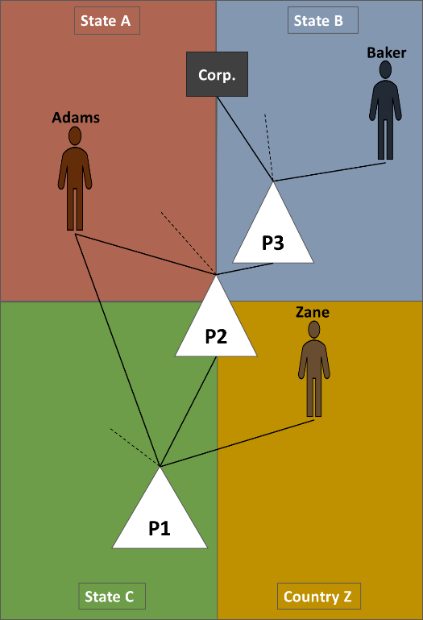 State A
State B
Baker
Corp.
Adams
P3
Zane
P2
P1
State C
Country Z